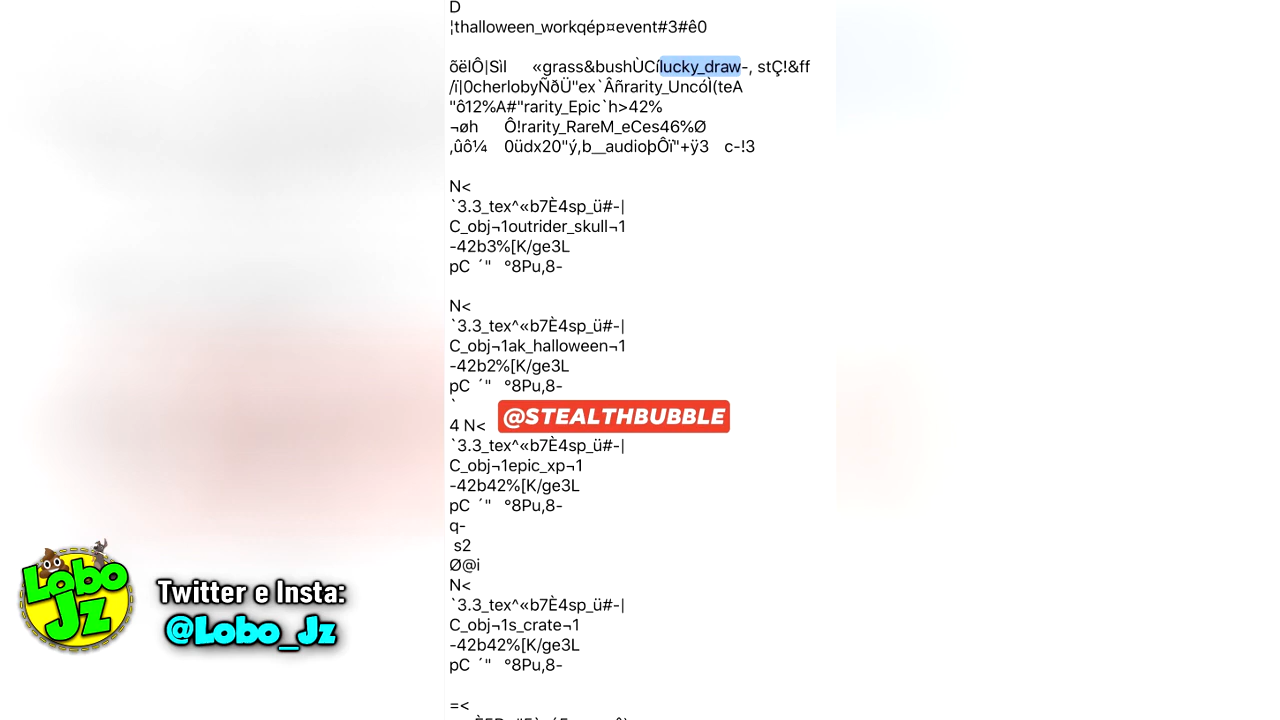 D
¦thalloween_workqép¤event#3#ê0
õëlÔ|Sìl «grass&bushÙCílucky_draw-, stÇ!&ff
/ï|0cherlobyÑðÜ"ex`Âñrarity_UncóÌ(teA
"ô12%A#"rarity_Epic`h>42%
¬øh Ô!rarity_RareM_eCes46%Ø
,ûô¼ 0üdx20"ý,b__audioþÔï"+ÿ3 c-!3
N<
`3.3_tex^«b7È4sp_ü#-|
C_obj¬1outrider_skull¬1
-42b3%[K/ge3L
pC ´" °8Pu,8-
N<
`3.3_tex^«b7È4sp_ü#-|
C_obj¬1ak_halloween¬1
-42b2%[K/ge3L
pC ´" °8Pu,8-
`
@STEALTHBUBBLE
4 N<
`3.3_tex^«b7È4sp_ü#-|
C_obj¬1epic_xp¬1
-42b42%[K/ge3L
pC ´" °8Pu,8-
q-
s2
Ø@i
N<
`3.3_tex^«b7È4sp_ü#-|
C_obj¬1s_crate¬1
-42b42%[K/ge3L
pC ´" °8Pu,8-
=<
Lobo
Jz
Twitter e Insta:
@Lobo_Jz